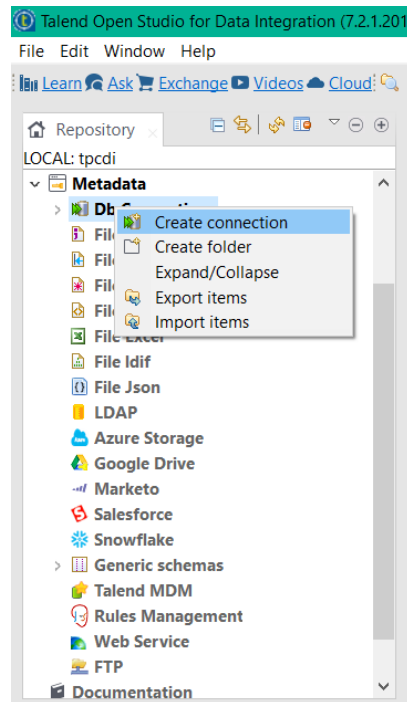 Talend Open Studio for Data Integration (7.2.1.201
File Edit Window Help
Learn Ask Exchange Videos Cloud
Repository
LOCAL: tpcdi
Metadata
Create connection
Create folder
Expand/Collapse
Export items
Import items
File Excel
File ldif
File Json
LDAP
Azure Storage
Google Drive
Marketo
Salesforce
Snowflake
Generic schemas
Talend MDM
Rules Management
Web Service
FTP
Documentation